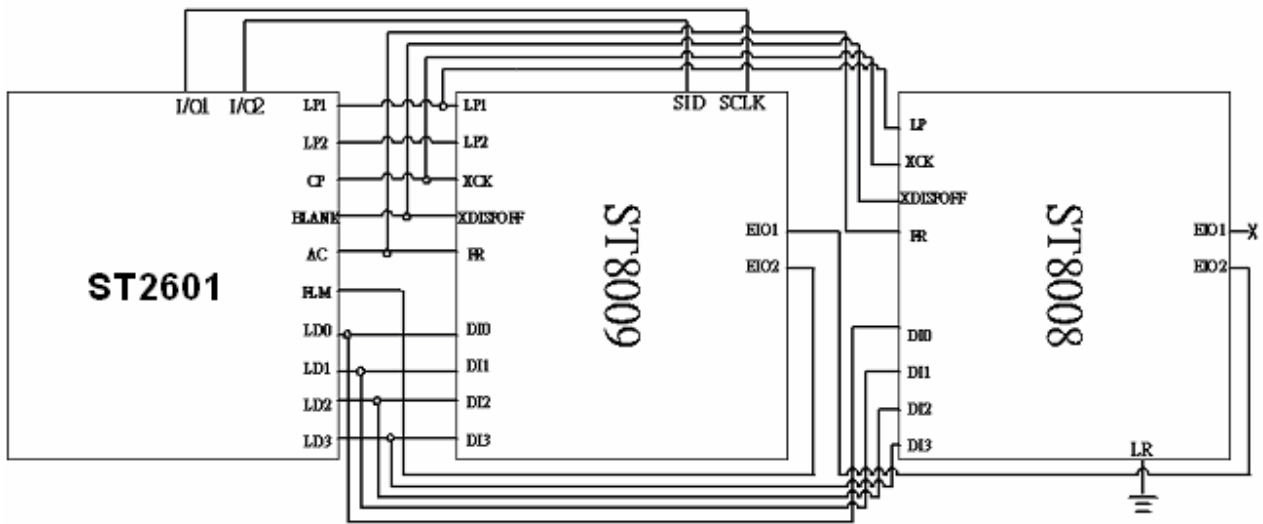 I/O1 I/O2
LP1
LP2
CP
BLANK
AC
FLM
LD0
LD1
LD2
LD3
ST2601
SID SCLK
LP1
LP2
XCK
XDISPOFF
FR
DI0
DI1
DI2
DI3
EIO1
EIO2
ST8009
LP
XCK
XDISPOFF
FR
DI0
DI1
DI2
DI3
EIO1 X
EIO2
LR
ST8008